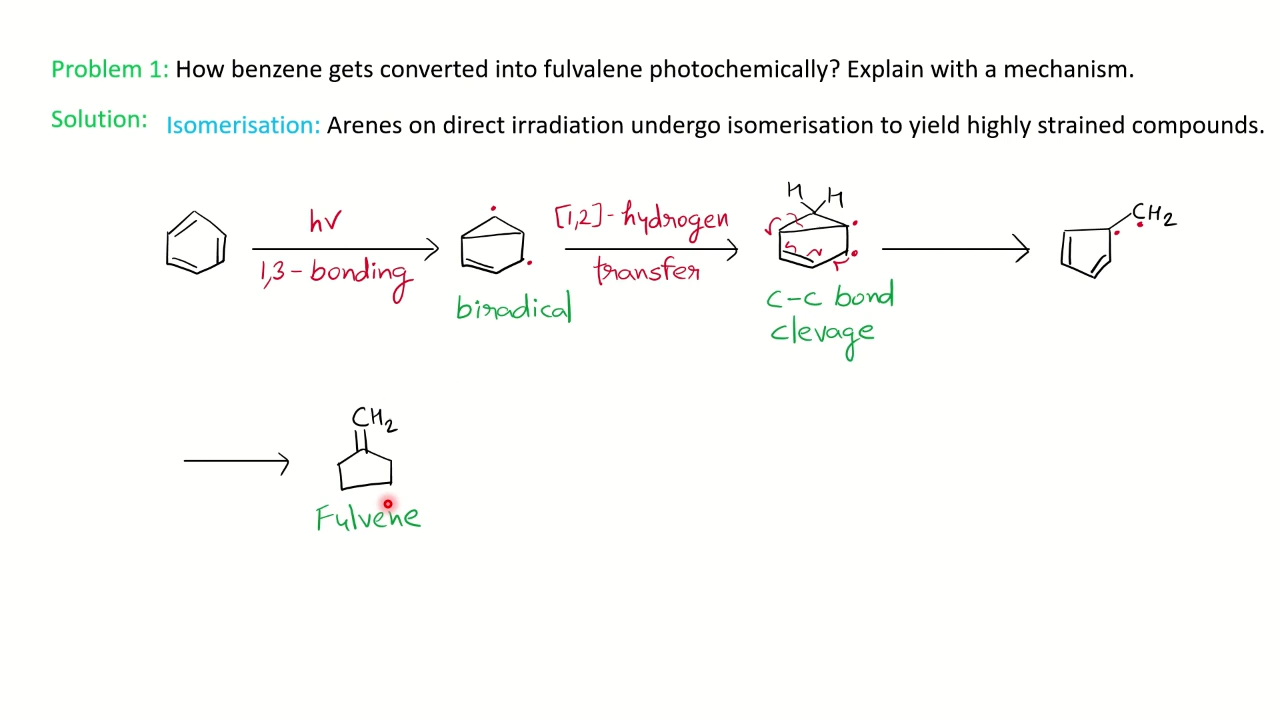 Problem 1: How benzene gets converted into fulvalene photochemically? Explain with a mechanism.
Solution: Isomerisation: Arenes on direct irradiation undergo isomerisation to yield highly strained compounds.
hν
1,3-bonding
biradical
[1,2]-hydrogen
transfer
H H
C-C bond
clevage
CH2
CH2
Fulvene